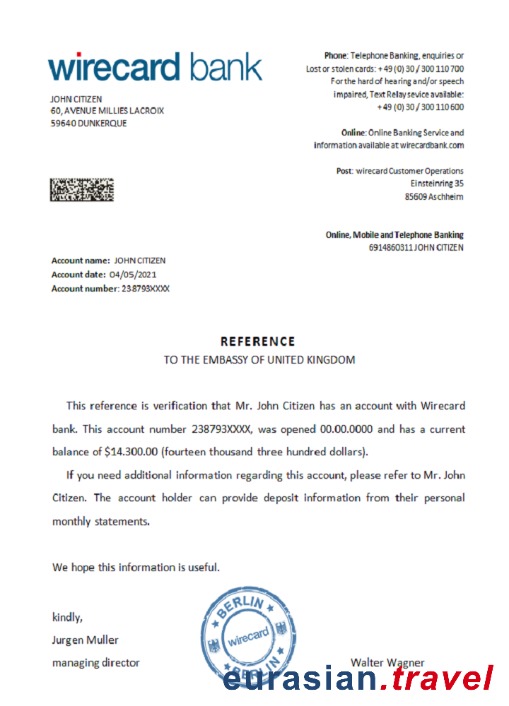 wirecard bank
JOHN CITIZEN
60, AVENUE MILLIES LACROIX
59640 DUNKERQUE
Phone: Telephone Banking, enquiries or
Lost or stolen cards: +49 (0) 30 / 300 110 700
For the hard of hearing and/or speech
impaired, Text Relay sevice available:
+49 (0) 30 / 300 110 600
Online: Online Banking Service and
information available at wirecardbank.com
Post: wirecard Customer Operations
Einsteinring 35
85609 Aschheim
Online, Mobile and Telephone Banking
6914860311 JOHN CITIZEN
Account name: JOHN CITIZEN
Account date: 04/05/2021
Account number: 238793XXXX
REFERENCE
TO THE EMBASSY OF UNITED KINGDOM
This reference is verification that Mr. John Citizen has an account with Wirecard
bank. This account number 238793XXXX, was opened 00.00.0000 and has a current
balance of $14.300.00 (fourteen thousand three hundred dollars).
If you need additional information regarding this account, please refer to Mr. John
Citizen. The account holder can provide deposit information from their personal
monthly statements.
We hope this information is useful.
kindly,
Jurgen Muller
managing director
BERLIN
wirecard
BERLIN
Walter Wagner
eurasian.travel